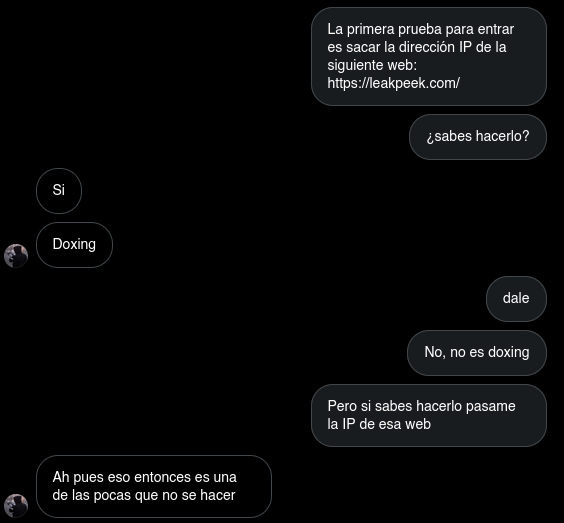 La primera prueba para entrar
es sacar la dirección IP de la
siguiente web:
https://leakpeek.com/
¿sabes hacerlo?
Si
Doxing
dale
No, no es doxing
Pero si sabes hacerlo pasame
la IP de esa web
Ah pues eso entonces es una
de las pocas que no se hacer